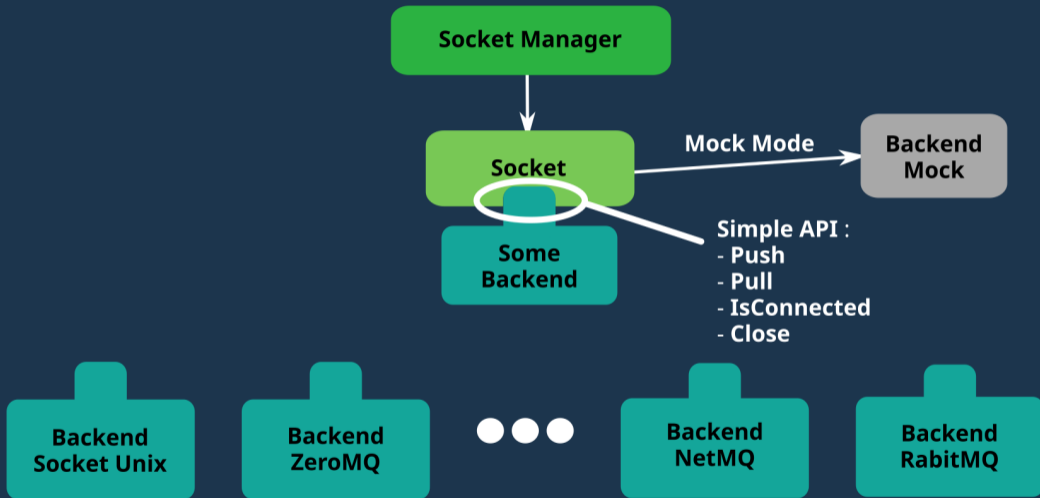 Socket Manager
Socket
Mock Mode
Backend
Mock
Some
Backend
Simple API :
- Push
- Pull
- IsConnected
- Close
Backend
Socket Unix
Backend
ZeroMQ
Backend
NetMQ
Backend
RabitMQ